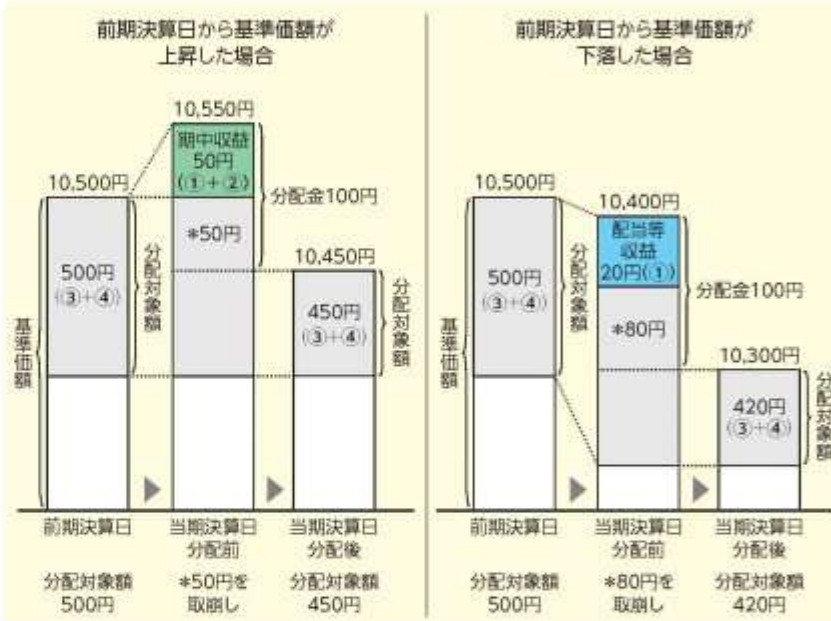 前期決算日から基準価額が
上昇した場合
10,550円
期中収益
50円
(①+②)
10,500円
分配金100円
*50円
10,450円
500円
(③+④)
分配対象額
450円
(③+④)
分配対象額
基準価額
前期決算日
当期決算日
分配前
当期決算日
分配後
分配対象額
500円
*50円を
取崩し
分配対象額
450円
前期決算日から基準価額が
下落した場合
10,500円
10,400円
配当等
収益
20円(①)
分配金100円
500円
(③+④)
分配対象額
*80円
10,300円
420円
(③+④)
分配対象額
基準価額
前期決算日
当期決算日
分配前
当期決算日
分配後
分配対象額
500円
*80円を
取崩し
分配対象額
420円